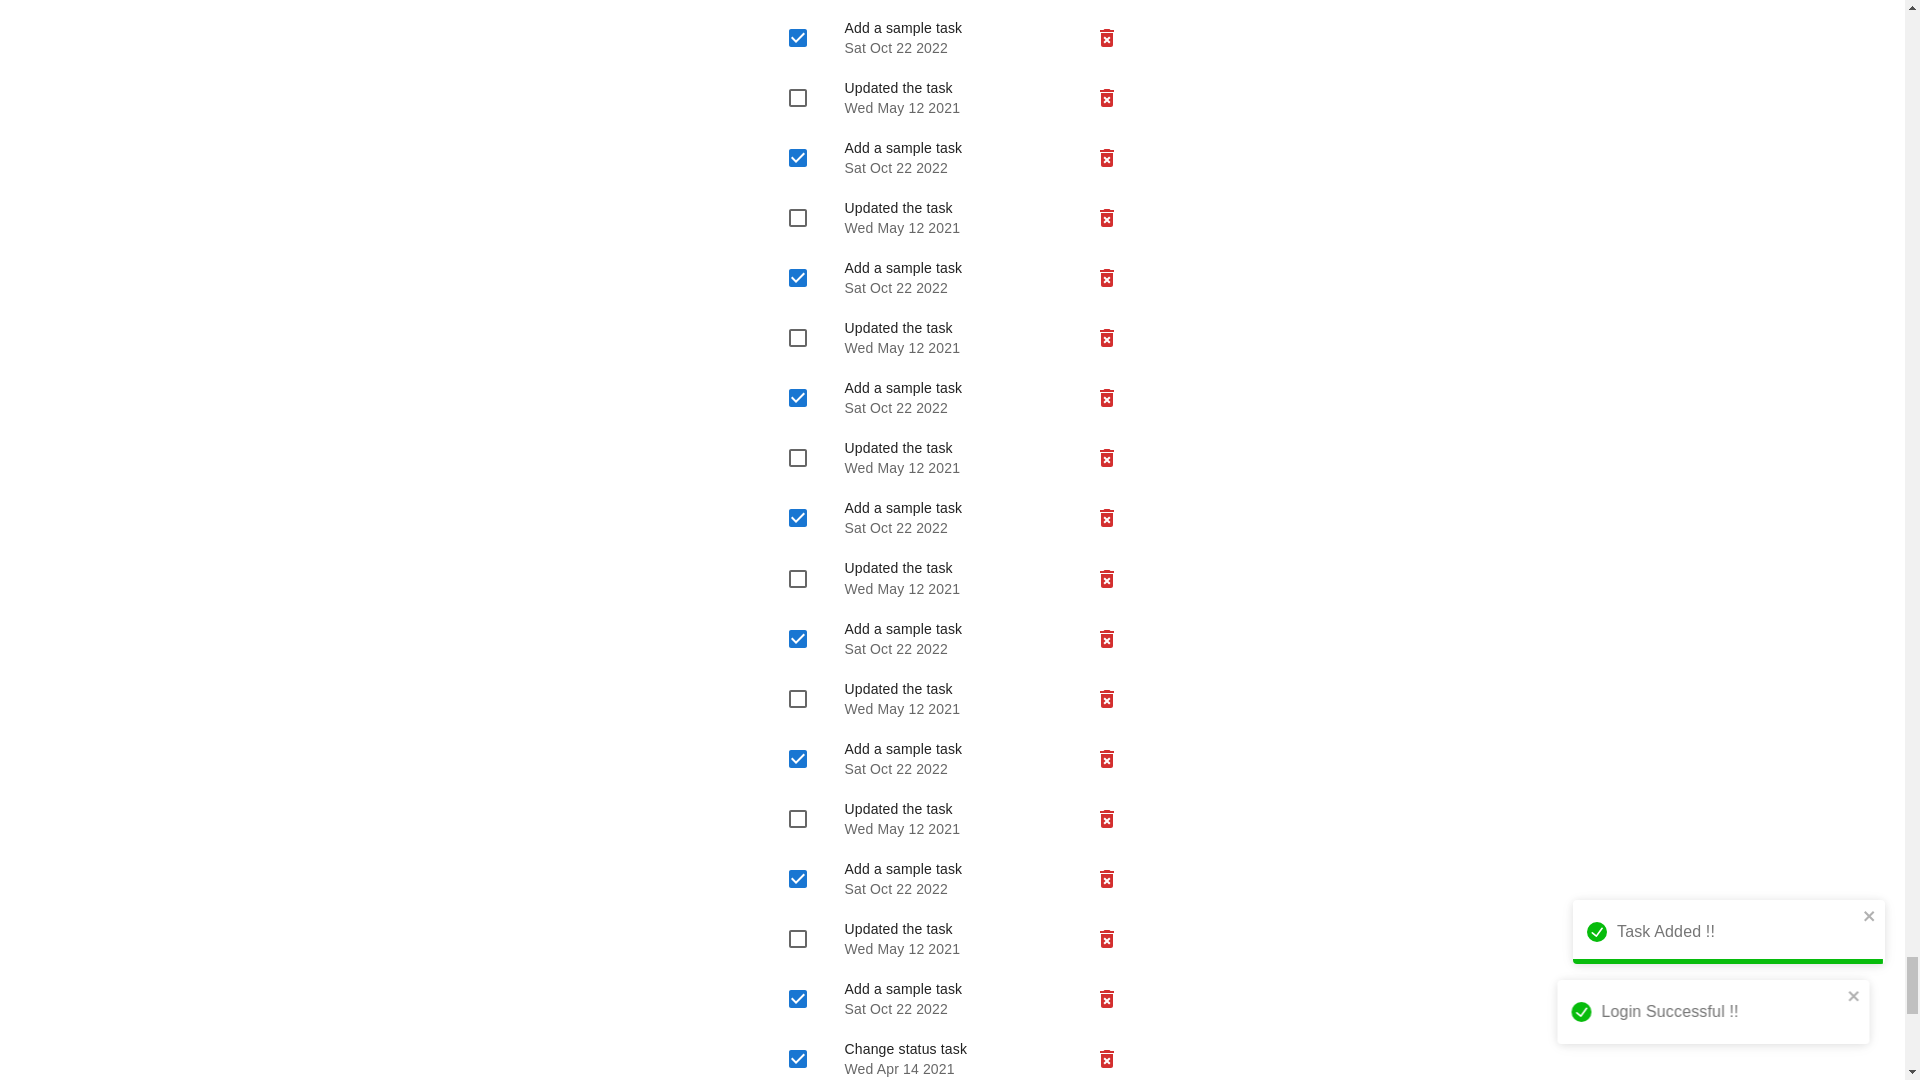 Add a sample task
Sat Oct 22 2022
Updated the task
Wed May 12 2021
Add a sample task
Sat Oct 22 2022
Updated the task
Wed May 12 2021
Add a sample task
Sat Oct 22 2022
Updated the task
Wed May 12 2021
Add a sample task
Sat Oct 22 2022
Updated the task
Wed May 12 2021
Add a sample task
Sat Oct 22 2022
Updated the task
Wed May 12 2021
Add a sample task
Sat Oct 22 2022
Updated the task
Wed May 12 2021
Add a sample task
Sat Oct 22 2022
Updated the task
Wed May 12 2021
Add a sample task
Sat Oct 22 2022
Updated the task
Wed May 12 2021
Add a sample task
Sat Oct 22 2022
Change status task
Wed Apr 14 2021
Task Added !!
Login Successful !!